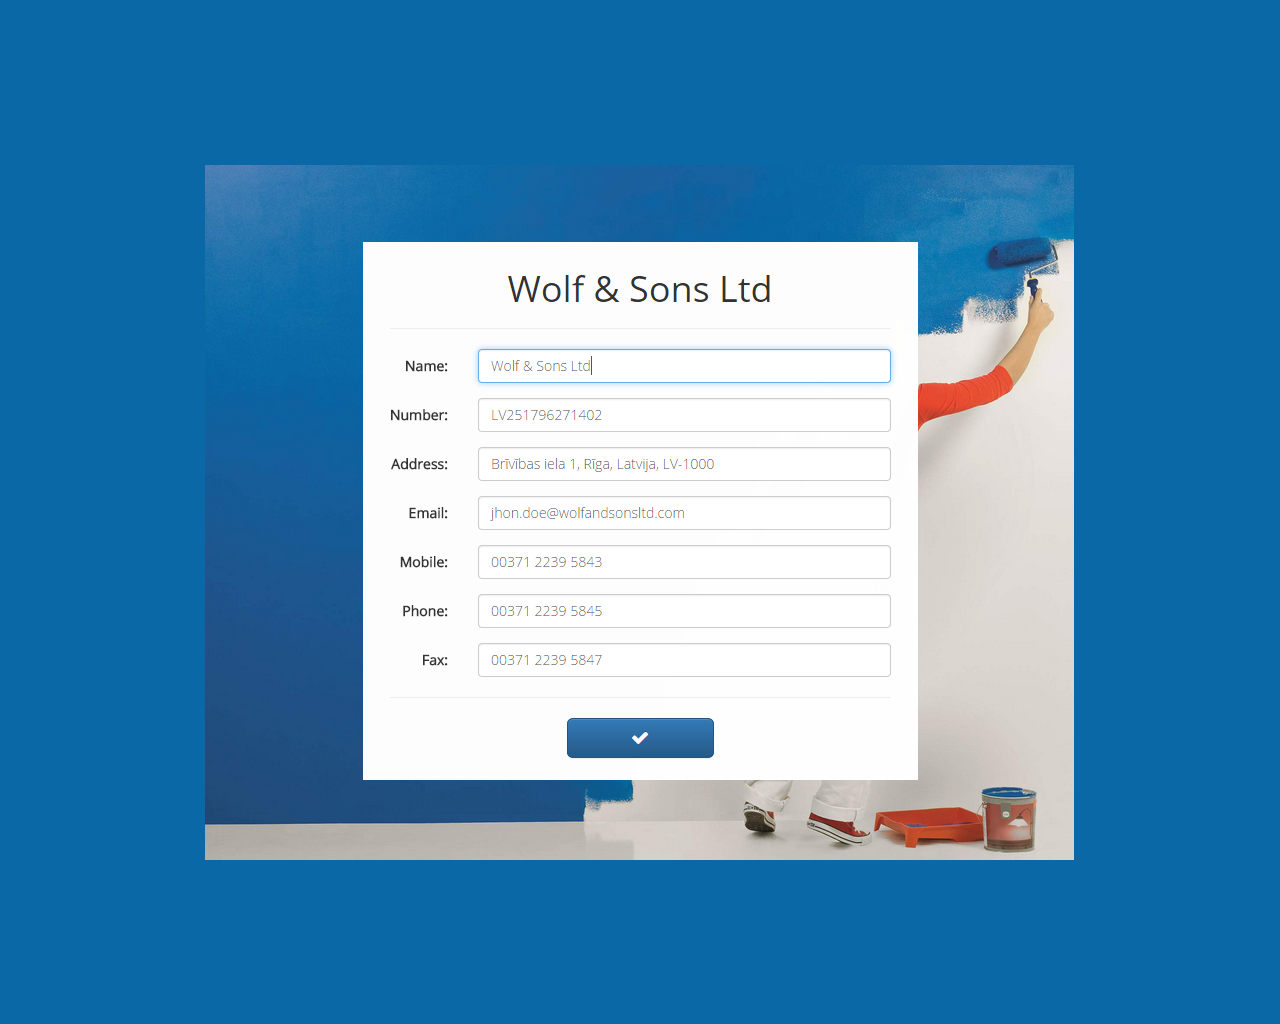 Wolf & Sons Ltd
Name: Wolf & Sons Ltd
Number: LV251796271402
Address: Brīvības iela 1, Rīga, Latvija, LV-1000
Email: jhon.doe@wolfandsonsltd.com
Mobile: 00371 2239 5843
Phone: 00371 2239 5845
Fax: 00371 2239 5847